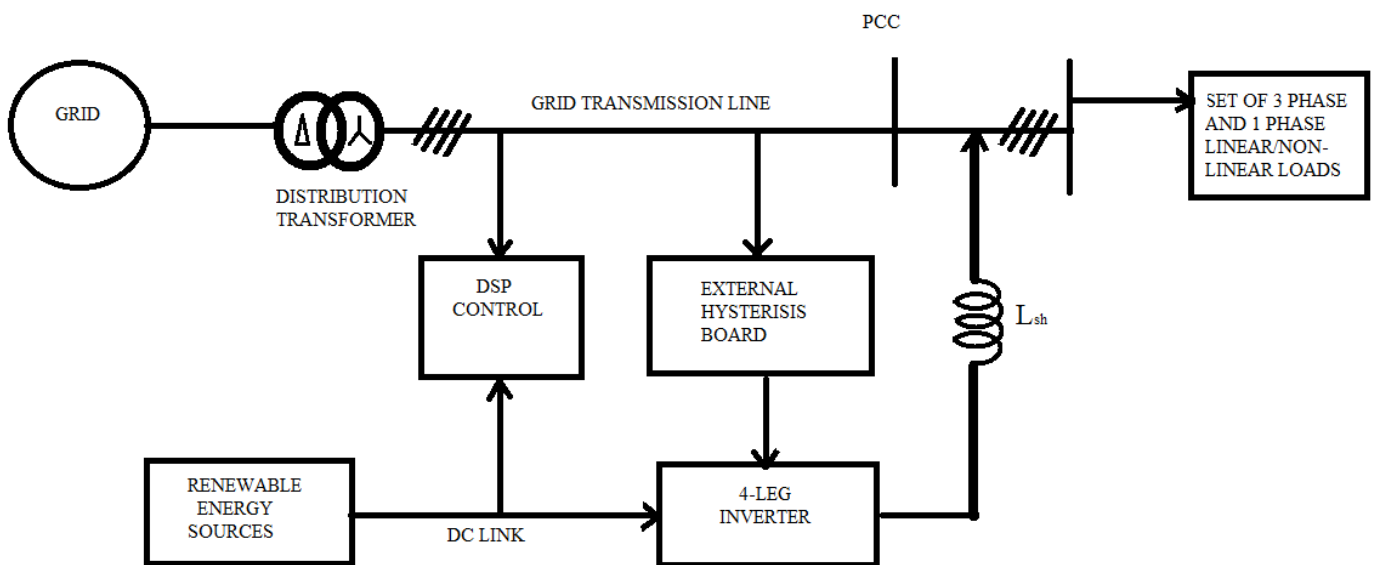 PCC
GRID
GRID TRANSMISSION LINE
SET OF 3 PHASE
AND 1 PHASE
LINEAR/NON-
LINEAR LOADS
DISTRIBUTION
TRANSFORMER
DSP
CONTROL
EXTERNAL
HYSTERISIS
BOARD
Lsh
RENEWABLE
ENERGY
SOURCES
DC LINK
4-LEG
INVERTER